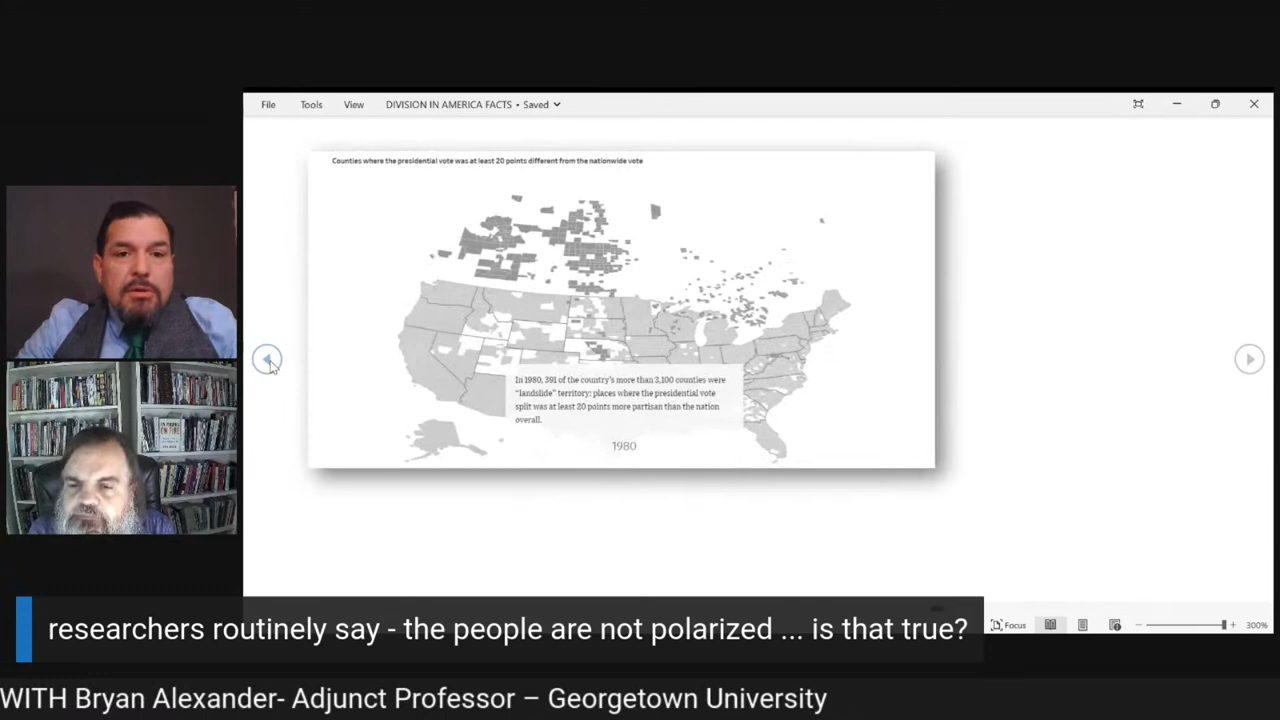 File Tools View DIVISION IN AMERICA FACTS • Saved
Counties where the presidential vote was at least 20 points different from the nationwide vote
In 1980, 391 of the country's more than 3,100 counties were
"landslide" territory: places where the presidential vote
split was at least 20 points more partisan than the nation
overall.
1980
Focus 300%
researchers routinely say - the people are not polarized ... is that true?
WITH Bryan Alexander- Adjunct Professor – Georgetown University